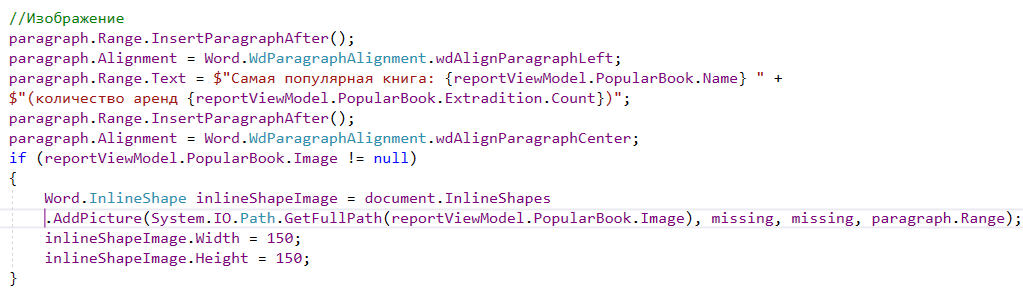 //Изображение
paragraph.Range.InsertParagraphAfter();
paragraph.Alignment = Word.WdParagraphAlignment.wdAlignParagraphLeft;
paragraph.Range.Text = $"Самая популярная книга: {reportViewModel.PopularBook.Name} " +
$"(количество аренд {reportViewModel.PopularBook.Extradition.Count})";
paragraph.Range.InsertParagraphAfter();
paragraph.Alignment = Word.WdParagraphAlignment.wdAlignParagraphCenter;
if (reportViewModel.PopularBook.Image != null)
{
    Word.InlineShape inlineShapeImage = document.InlineShapes
    .AddPicture(System.IO.Path.GetFullPath(reportViewModel.PopularBook.Image), missing, missing, paragraph.Range);
    inlineShapeImage.Width = 150;
    inlineShapeImage.Height = 150;
}